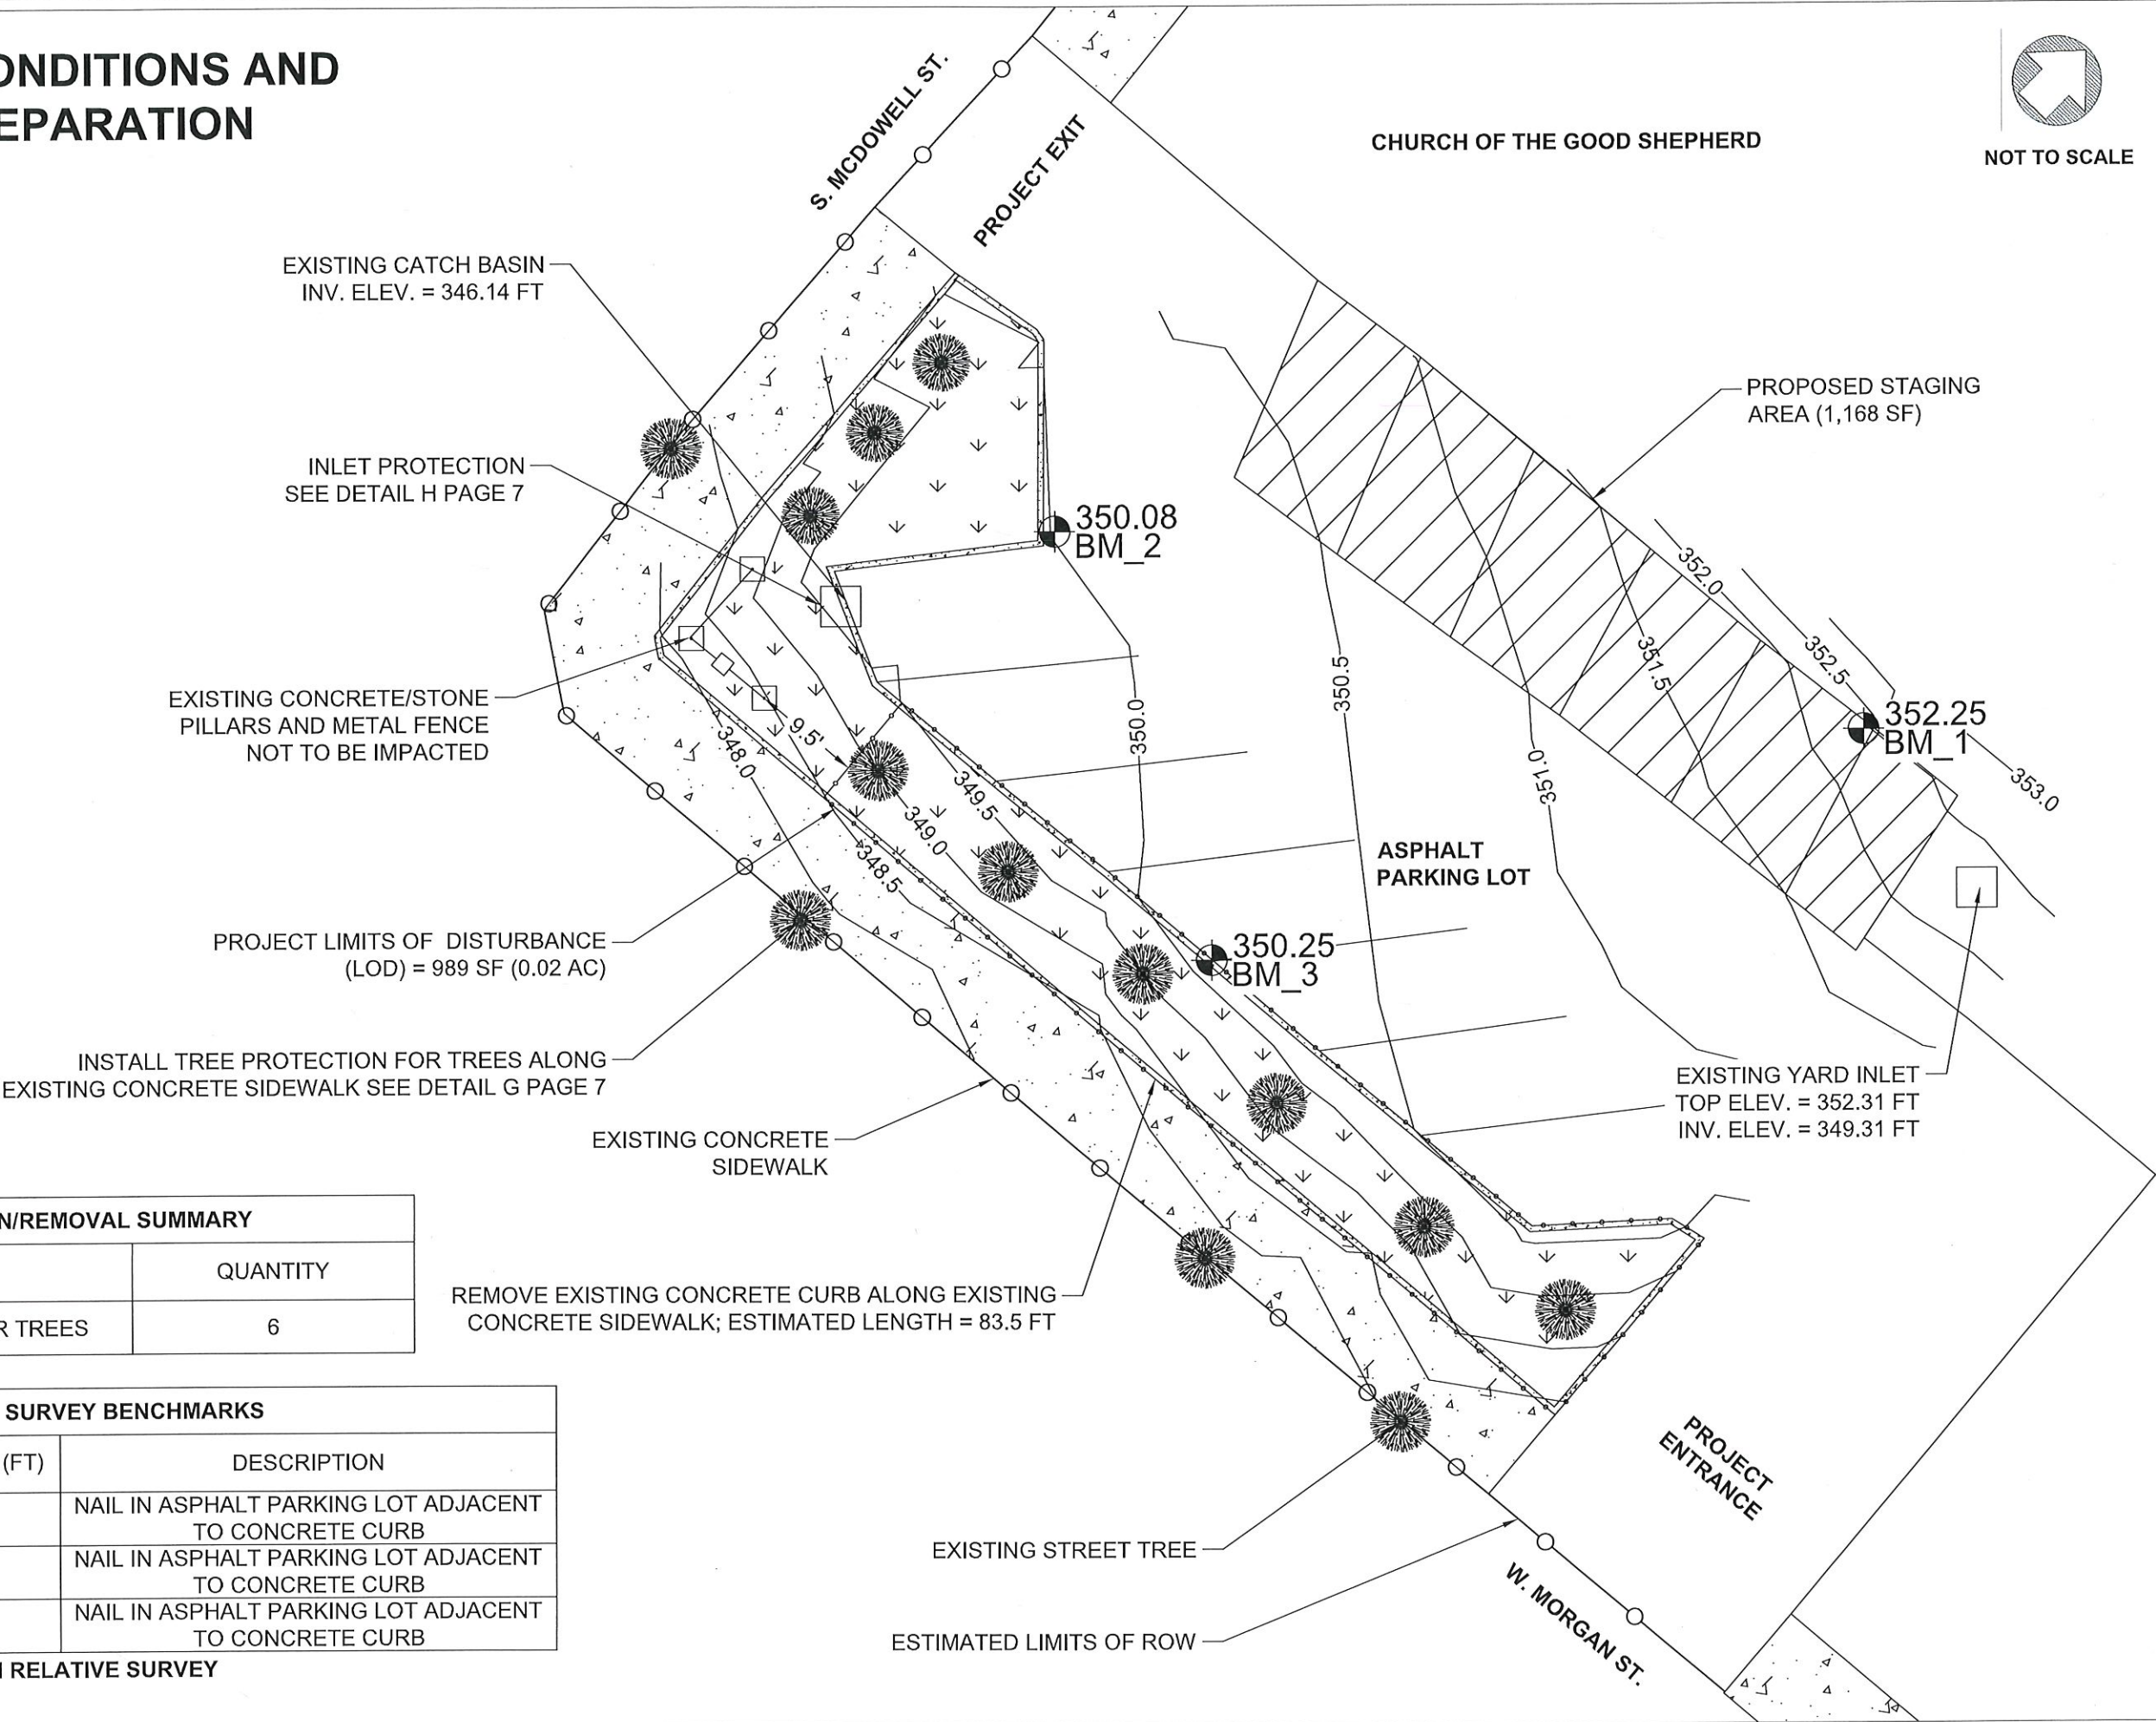 ONDITIONS AND
EPARATION
S. MCDOWELL ST.
PROJECT EXIT
CHURCH OF THE GOOD SHEPHERD
NOT TO SCALE
EXISTING CATCH BASIN
INV. ELEV. = 346.14 FT
PROPOSED STAGING
AREA (1,168 SF)
INLET PROTECTION
SEE DETAIL H PAGE 7
350.08
BM_2
352.0
352.5
351.5
350.5
350.0
351.0
352.25
BM_1
353.0
EXISTING CONCRETE/STONE
PILLARS AND METAL FENCE
NOT TO BE IMPACTED
9.5'
348.0
349.5
349.0
348.5
ASPHALT
PARKING LOT
350.25
BM_3
PROJECT LIMITS OF DISTURBANCE
(LOD) = 989 SF (0.02 AC)
INSTALL TREE PROTECTION FOR TREES ALONG
EXISTING CONCRETE SIDEWALK SEE DETAIL G PAGE 7
EXISTING YARD INLET
TOP ELEV. = 352.31 FT
INV. ELEV. = 349.31 FT
EXISTING CONCRETE
SIDEWALK
N/REMOVAL SUMMARY
QUANTITY
R TREES 6
REMOVE EXISTING CONCRETE CURB ALONG EXISTING
CONCRETE SIDEWALK; ESTIMATED LENGTH = 83.5 FT
SURVEY BENCHMARKS
(FT) DESCRIPTION
NAIL IN ASPHALT PARKING LOT ADJACENT
TO CONCRETE CURB
NAIL IN ASPHALT PARKING LOT ADJACENT
TO CONCRETE CURB
NAIL IN ASPHALT PARKING LOT ADJACENT
TO CONCRETE CURB
RELATIVE SURVEY
PROJECT
ENTRANCE
EXISTING STREET TREE
ESTIMATED LIMITS OF ROW
W. MORGAN ST.